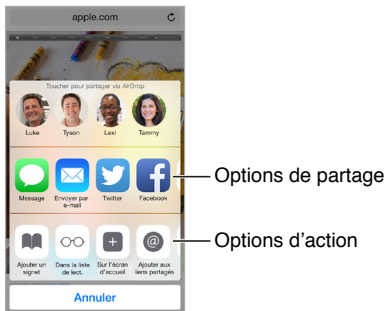 apple.com
Toucher pour partager via AirDrop
Luke
Tyson
Lexi
Tammy
Message
Envoyer par
e-mail
Twitter
Facebook
Options de partage
Ajouter un
signet
Dans la liste
de lect.
Sur l'écran
d'accueil
Ajouter aux
liens partagés
Options d'action
Annuler